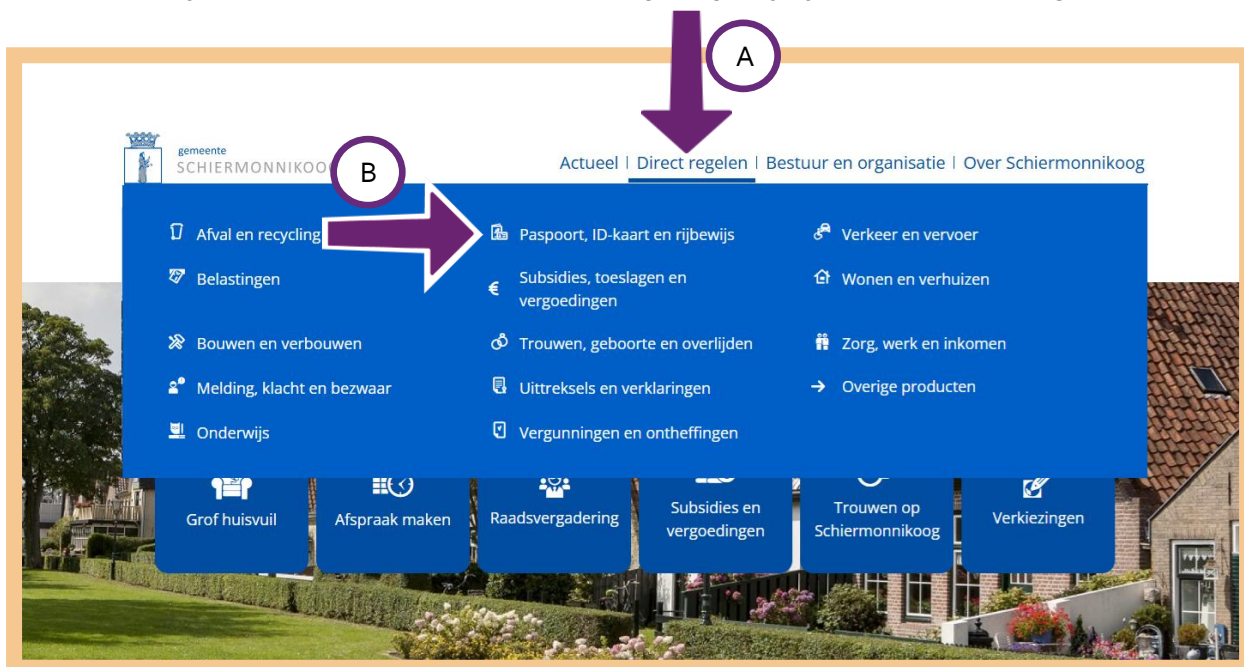 A
gemeente
SCHIERMONNIKOO
B
Actueel | Direct regelen | Bestuur en organisatie | Over Schiermonnikoog
Afval en recycling
Belastingen
Bouwen en verbouwen
Melding, klacht en bezwaar
Onderwijs
Paspoort, ID-kaart en rijbewijs
Subsidies, toeslagen en
vergoedingen
Trouwen, geboorte en overlijden
Uittreksels en verklaringen
Vergunningen en ontheffingen
Verkeer en vervoer
Wonen en verhuizen
Zorg, werk en inkomen
Overige producten
Grof huisvuil
Afspraak maken
Raadsvergadering
Subsidies en
vergoedingen
Trouwen op
Schiermonnikoog
Verkiezingen